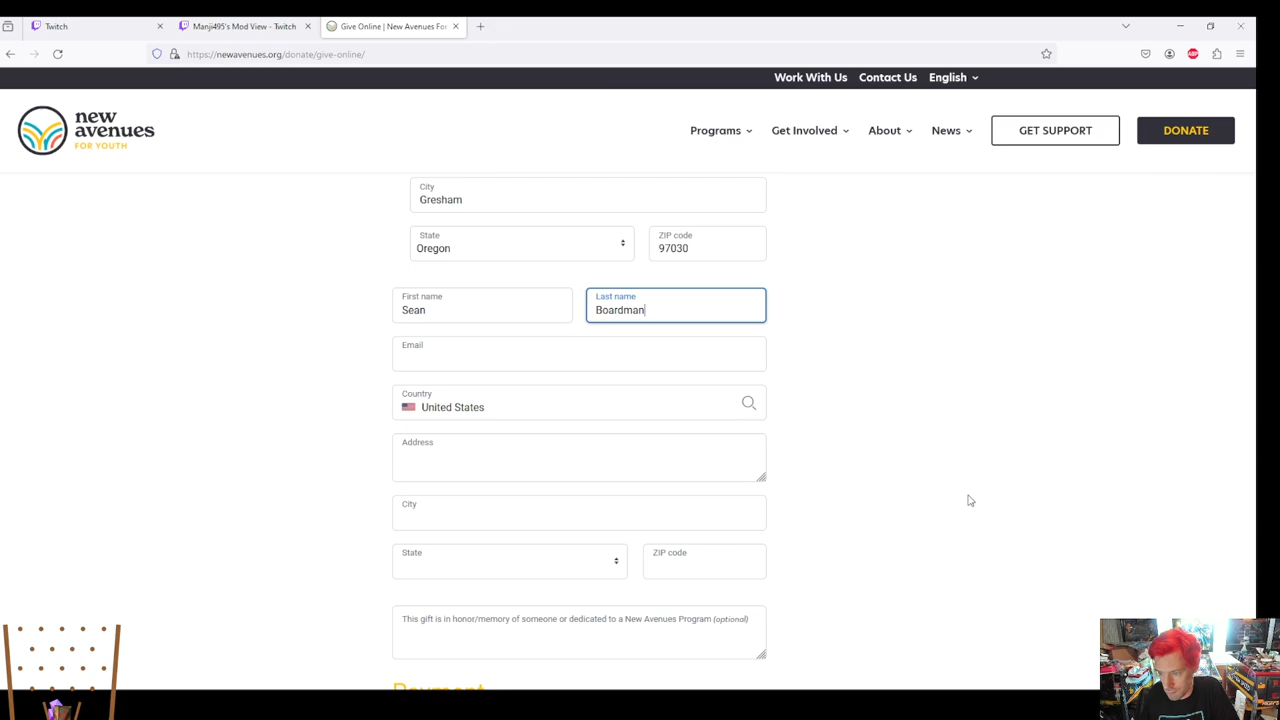 Twitch
Manji495's Mod View - Twitch
Give Online | New Avenues For
https://newavenues.org/donate/give-online/
Work With Us
Contact Us
English
new
avenues
FOR YOUTH
Programs
Get Involved
About
News
GET SUPPORT
DONATE
City
Gresham
State
Oregon
ZIP code
97030
First name
Sean
Last name
Boardman
Email
Country
United States
Address
City
State
ZIP code
This gift is in honor/memory of someone or dedicated to a New Avenues Program (optional)
Payment